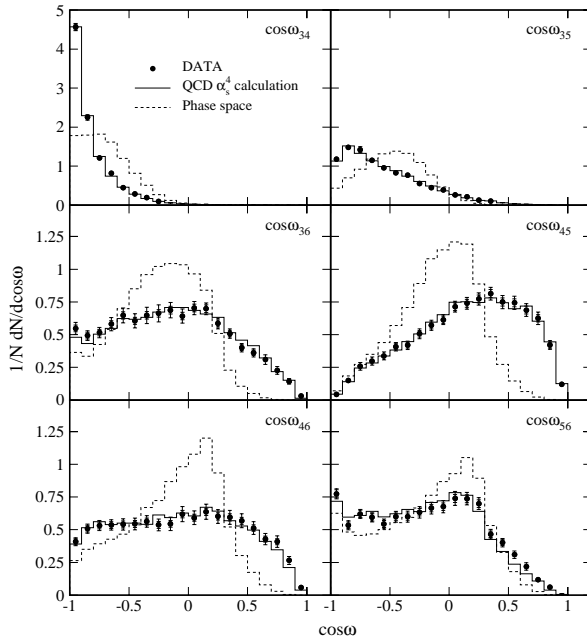 cosω34
cosω35
DATA
QCD αs4 calculation
Phase space
5
4
3
2
1
0
cosω36
cosω45
1.25
1
0.75
0.5
0.25
0
1/N dN/dcosω
cosω46
cosω56
1.25
1
0.75
0.5
0.25
0
-1 -0.5 0 0.5 1
-1 -0.5 0 0.5 1
cosω